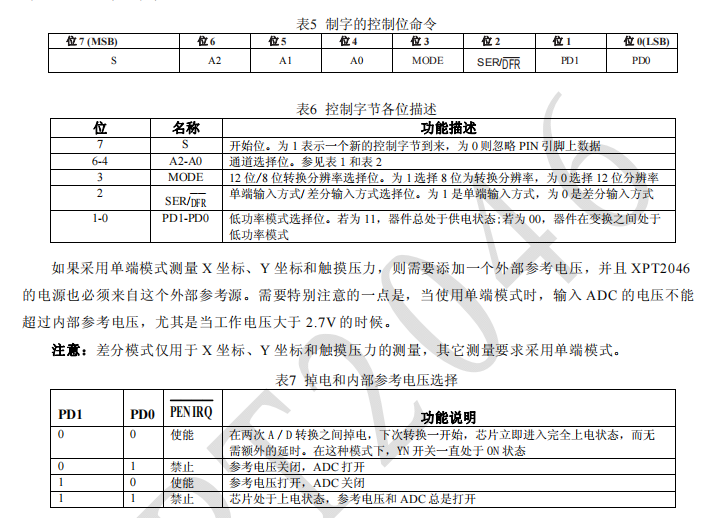 表5 制字的控制位命令
位 7 (MSB) 位 6 位 5 位 4 位 3 位 2 位 1 位 0(LSB)
S A2 A1 A0 MODE SER/DFR PD1 PD0
表6 控制字节各位描述
位 名称 功能描述
7 S 开始位。为 1 表示一个新的控制字节到来，为 0 则忽略 PIN 引脚上数据
6-4 A2-A0 通道选择位。参见表 1 和表 2
3 MODE 12 位/8 位转换分辨率选择位。为 1 选择 8 位为转换分辨率，为 0 选择 12 位分辨率
2 SER/DFR 单端输入方式/差分输入方式选择位。为 1 是单端输入方式，为 0 是差分输入方式
1-0 PD1-PD0 低功率模式选择位。若为 11，器件总处于供电状态;若为 00，器件在变换之间处于
低功率模式
如果采用单端模式测量 X 坐标、Y 坐标和触摸压力，则需要添加一个外部参考电压，并且 XPT2046
的电源也必须来自这个外部参考源。需要特别注意的一点是，当使用单端模式时，输入 ADC 的电压不能
超过内部参考电压，尤其是当工作电压大于 2.7V 的时候。
注意：差分模式仅用于 X 坐标、Y 坐标和触摸压力的测量，其它测量要求采用单端模式。
表7 掉电和内部参考电压选择
PD1 PD0 PENIRQ 功能说明
0 0 使能 在两次 A/D 转换之间掉电，下次转换一开始，芯片立即进入完全上电状态，而无
需额外的延时。在这种模式下，YN 开关一直处于 ON 状态
0 1 禁止 参考电压关闭，ADC 打开
1 0 使能 参考电压打开，ADC 关闭
1 1 禁止 芯片处于上电状态，参考电压和 ADC 总是打开
PT2046